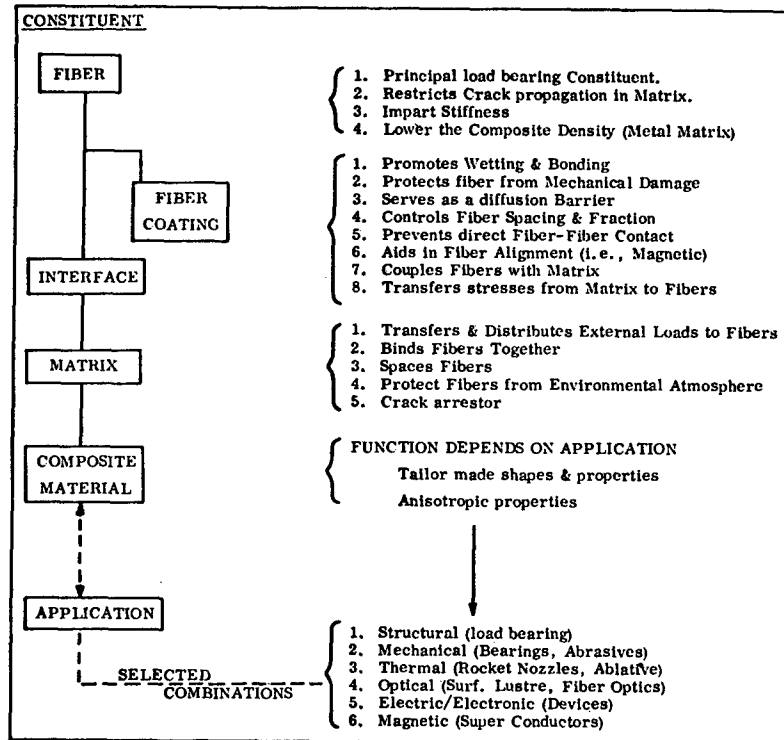 CONSTITUENT
FIBER
1. Principal load bearing Constituent.
2. Restricts Crack propagation in Matrix.
3. Impart Stiffness
4. Lower the Composite Density (Metal Matrix)
FIBER
COATING
INTERFACE
1. Promotes Wetting & Bonding
2. Protects fiber from Mechanical Damage
3. Serves as a diffusion Barrier
4. Controls Fiber Spacing & Fraction
5. Prevents direct Fiber-Fiber Contact
6. Aids in Fiber Alignment (i.e., Magnetic)
7. Couples Fibers with Matrix
8. Transfers stresses from Matrix to Fibers
MATRIX
1. Transfers & Distributes External Loads to Fibers
2. Binds Fibers Together
3. Spaces Fibers
4. Protect Fibers from Environmental Atmosphere
5. Crack arrestor
COMPOSITE
MATERIAL
FUNCTION DEPENDS ON APPLICATION
Tailor made shapes & properties
Anisotropic properties
APPLICATION
SELECTED
COMBINATIONS
1. Structural (load bearing)
2. Mechanical (Bearings, Abrasives)
3. Thermal (Rocket Nozzles, Ablative)
4. Optical (Surf. Lustre, Fiber Optics)
5. Electric/Electronic (Devices)
6. Magnetic (Super Conductors)